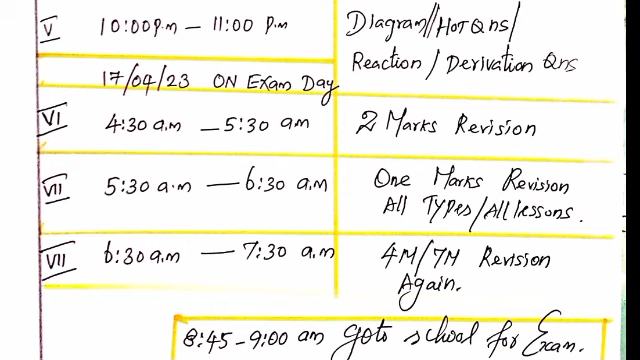 V 10:00 P.m – 11:00 P.m Diagram//HOT Qns/
Reaction / Derivation Qns
17/04/23 ON Exam Day
VI 4:30 a.m – 5:30 am 2 Marks Revision
VII 5:30 a.m – 6:30 a.m One Marks Revision
All Types/All lessons.
VII 6:30 a.m – 7:30 a.m 4M/7M Revision
Again.
8:45 – 9:00 am goto school for Exam.